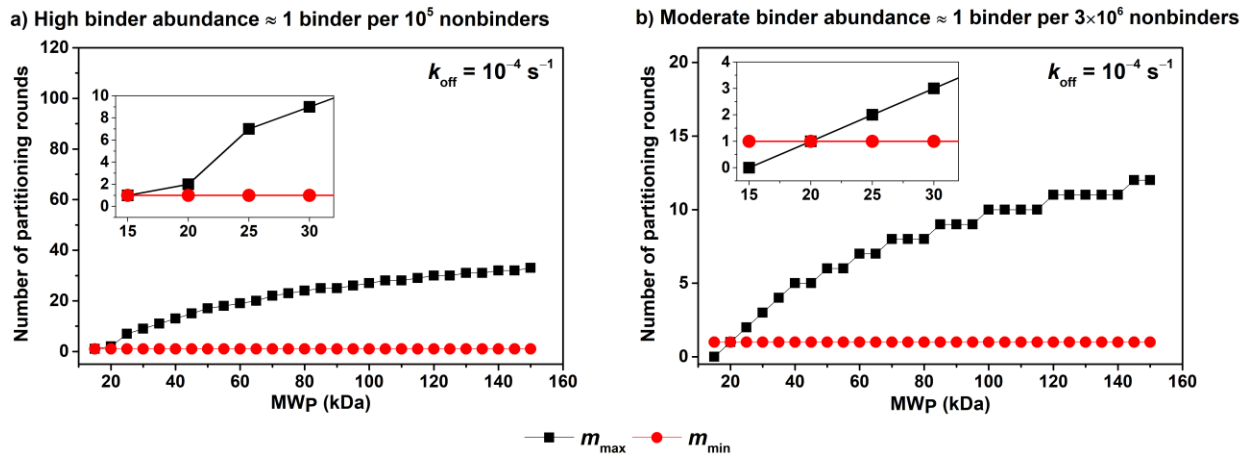 a) High binder abundance ≈ 1 binder per 10⁵ nonbinders
Number of partitioning rounds
120
100
80
60
40
20
0
k_off = 10⁻⁴ s⁻¹
10
8
6
4
2
0
15 20 25 30
20 40 60 80 100 120 140 160
MWP (kDa)
b) Moderate binder abundance ≈ 1 binder per 3×10⁶ nonbinders
Number of partitioning rounds
20
15
10
5
0
k_off = 10⁻⁴ s⁻¹
4
3
2
1
0
15 20 25 30
20 40 60 80 100 120 140 160
MWP (kDa)
m_max m_min